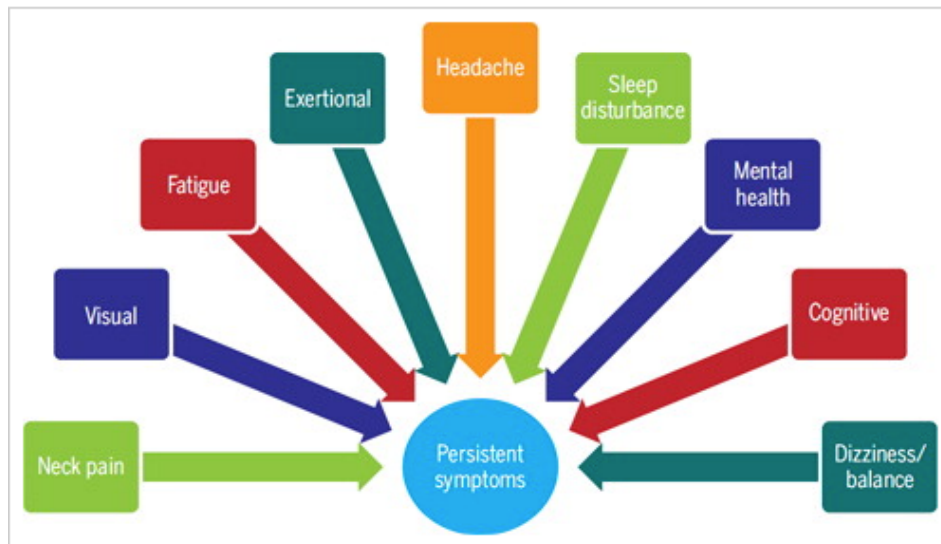 Headache
Exertional
Sleep
disturbance
Fatigue
Mental
health
Visual
Cognitive
Neck pain
Persistent
symptoms
Dizziness/
balance